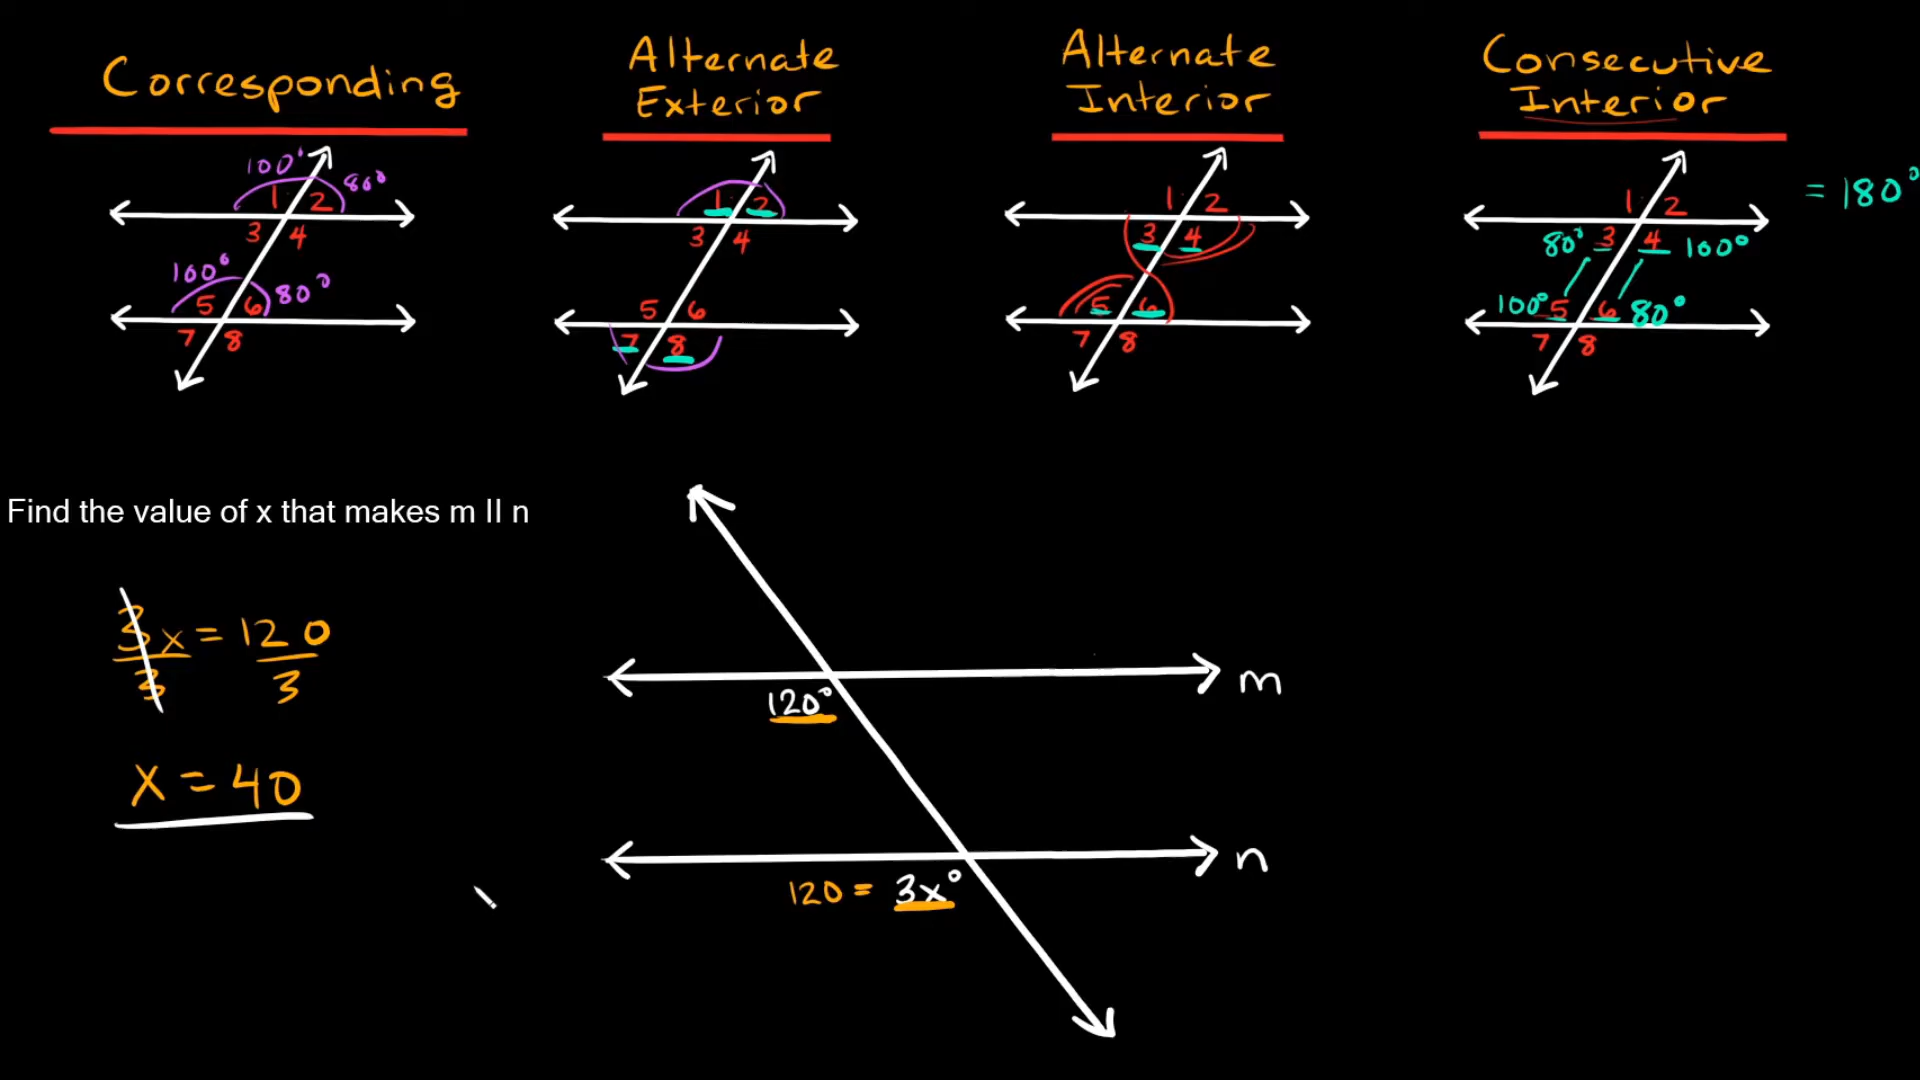 Corresponding
Alternate
Exterior
Alternate
Interior
Consecutive
Interior
100° 80°
1 2
3 4
100° 80°
5 6
7 8
1 2
3 4
5 6
7 8
1 2
3 4
5 6
7 8
= 180°
1 2
80° 3 4 100°
100° 5 6 80°
7 8
Find the value of x that makes m ll n
3x = 120
3 3
x = 40
120°
m
n
120 = 3x°